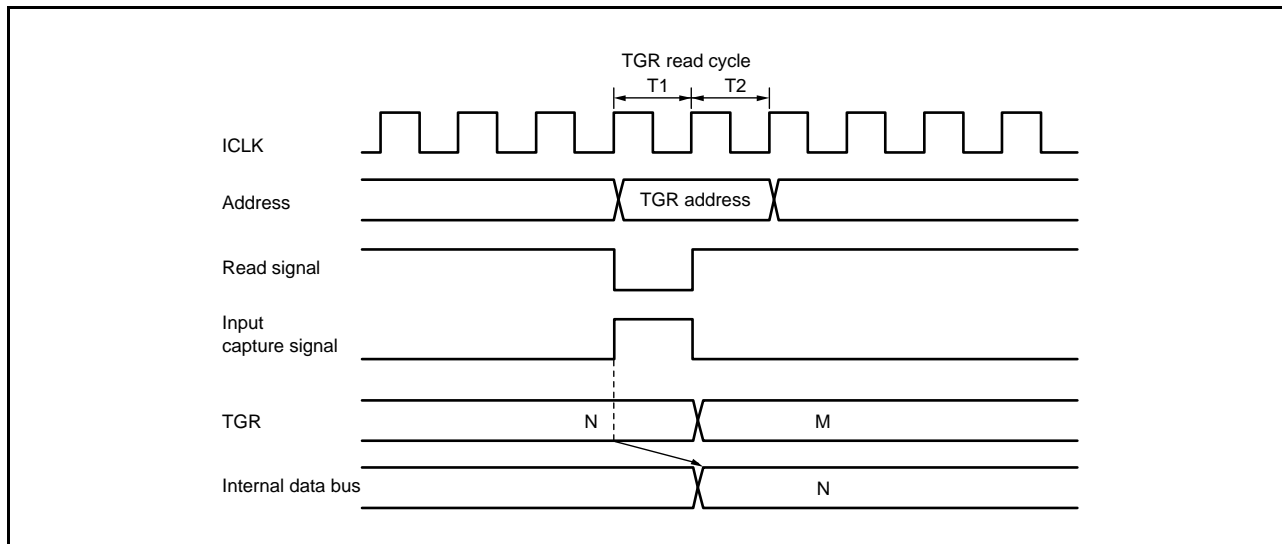 TGR read cycle
T1 T2
ICLK
Address TGR address
Read signal
Input
capture signal
TGR N M
Internal data bus N